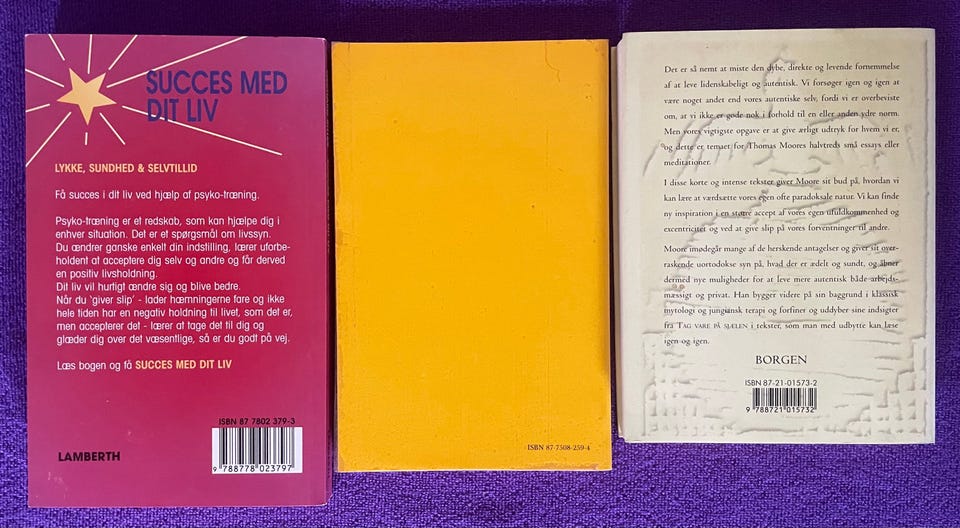 SUCCES MED
DIT LIV
LYKKE, SUNDHED & SELVTILLID
Få succes i dit liv ved hjælp af psyko-træning.
Psyko-træning er et redskab, som kan hjælpe dig i
enhver situation. Det er et spørgsmål om livssyn.
Du ændrer ganske enkelt din indstilling, lærer uforbe-
holdent at acceptere dig selv og andre og får derved
en positiv livsholdning.
Dit liv vil hurtigt ændre sig og blive bedre.
Når du 'giver slip' - lader hæmningerne fare og ikke
hele tiden har en negativ holdning til livet, som det er,
men accepterer det - lærer at tage det til dig og
glæder dig over det væsentlige, så er du godt på vej.
Læs bogen og få SUCCES MED DIT LIV
ISBN 87 7802 379-3
9 788778 023797
LAMBERTH
ISBN 87-7508-259-4
Det er så nemt at miste den dybe, direkte og levende fornemmelse
af at leve lidenskabeligt og autentisk. Vi forsøger igen og igen at
være noget andet end vores autentiske selv, fordi vi er overbeviste
om, at vi ikke er gode nok i forhold til en eller anden ydre norm.
Men vores vigtigste opgave er at give ærligt udtryk for hvem vi er,
og dette er temaet for Thomas Moores halvtreds små essays eller
meditationer.
I disse korte og intense tekster giver Moore sit bud på, hvordan vi
kan lære at værdsætte vores egen ofte paradoksale natur. Vi kan finde
ny inspiration i en større accept af vores egen ufuldkommenhed og
excentricitet og ved at give slip på vores forventninger til andre.
Moore imødegår mange af de herskende antagelser og giver sit over-
raskende uortodokse syn på, hvad der er ædelt og sundt, og åbner
dermed nye muligheder for at leve mere autentisk både arbejds-
mæssigt og privat. Han bygger videre på sin baggrund i klassisk
mytologi og jungiansk terapi og forfiner og uddyber sine indsigter
fra TAG VARE PÅ SJÆLEN i tekster, som man med udbytte kan læse
igen og igen.
BORGEN
ISBN 87-21-01573-2
9 788721 015732